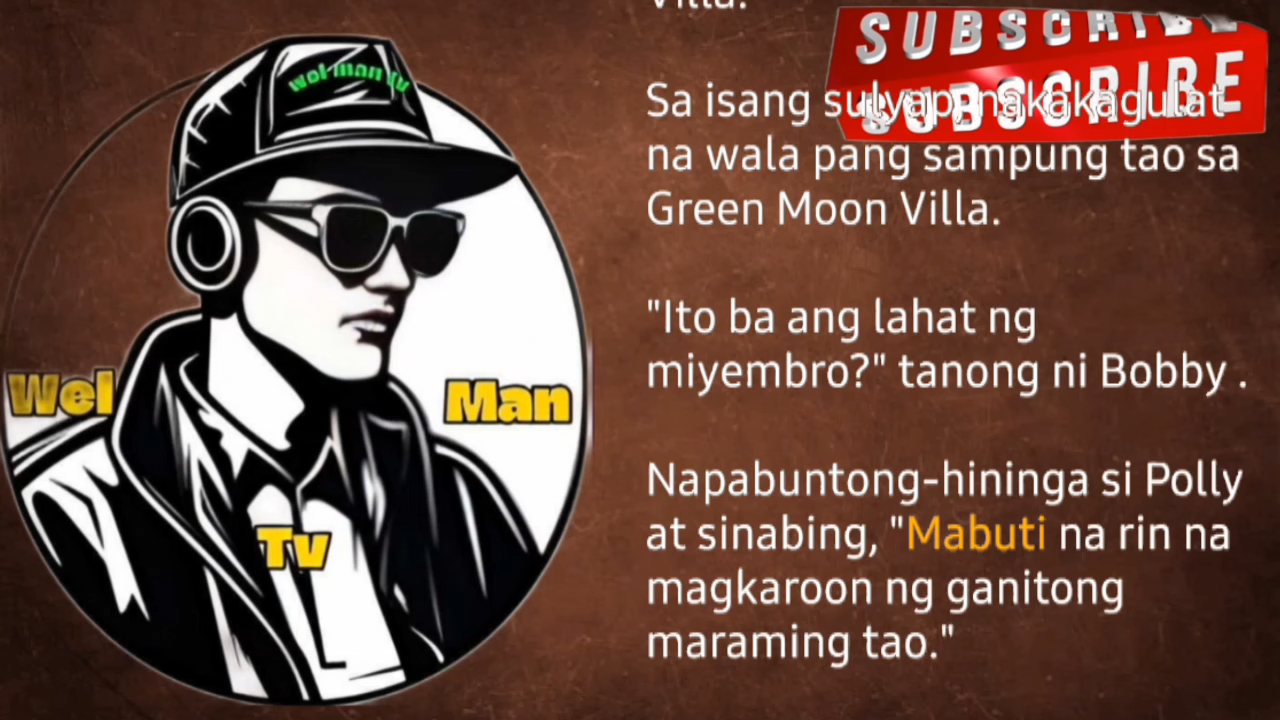 Villa.
SUBSCRIBE
SUBSCRIBE
Sa isang sulyap, nakakagulat
na wala pang sampung tao sa
Green Moon Villa.
"Ito ba ang lahat ng
miyembro?" tanong ni Bobby .
Napabuntong-hininga si Polly
at sinabing, "Mabuti na rin na
magkaroon ng ganitong
maraming tao."
wel man tv
Wel
Man
Tv